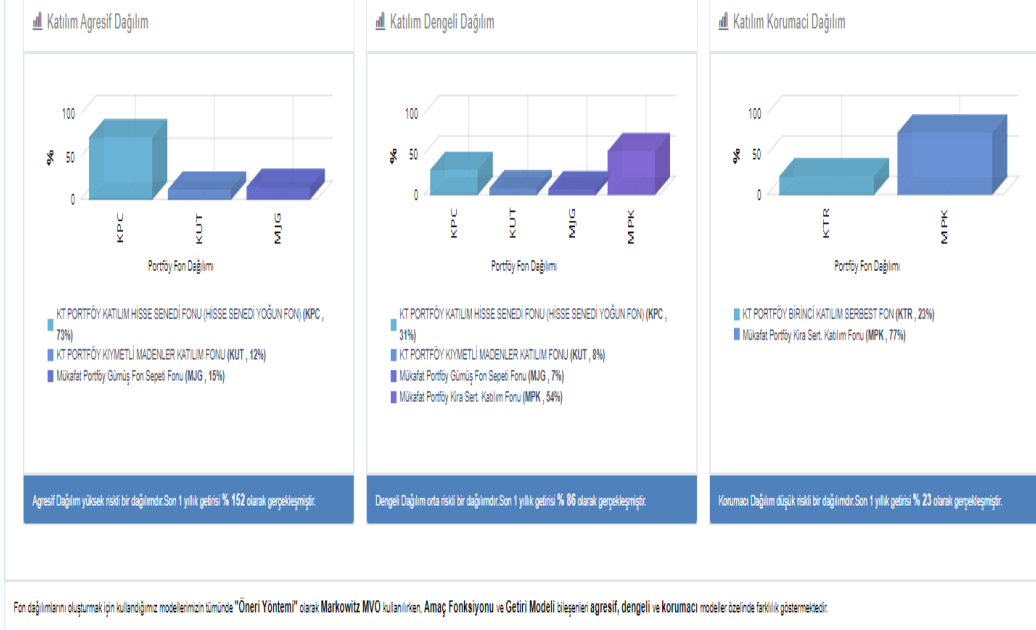 Katılım Agresif Dağılım
100
50
0
%
KPC
KUT
MJG
Portföy Fon Dağılımı
KT PORTFÖY KATILIM HİSSE SENEDİ FONU (HİSSE SENEDİ YOĞUN FON) (KPC ,
73%)
KT PORTFÖY KIYMETLİ MADENLER KATILIM FONU (KUT , 12%)
Mükafat Portföy Gümüş Fon Sepeti Fonu (MJG , 15%)
Agresif Dağılım yüksek riskli bir dağılımdır.Son 1 yıllık getirisi % 152 olarak gerçekleşmiştir.
Katılım Dengeli Dağılım
100
50
0
%
KPC
KUT
MJG
MPK
Portföy Fon Dağılımı
KT PORTFÖY KATILIM HİSSE SENEDİ FONU (HİSSE SENEDİ YOĞUN FON) (KPC ,
31%)
KT PORTFÖY KIYMETLİ MADENLER KATILIM FONU (KUT , 8%)
Mükafat Portföy Gümüş Fon Sepeti Fonu (MJG , 7%)
Mükafat Portföy Kira Sert. Katılım Fonu (MPK , 54%)
Dengeli Dağılım orta riskli bir dağılımdır.Son 1 yıllık getirisi % 86 olarak gerçekleşmiştir.
Katılım Korumaci Dağılım
100
50
0
%
KTR
MPK
Portföy Fon Dağılımı
KT PORTFÖY BİRİNCİ KATILIM SERBEST FON (KTR , 23%)
Mükafat Portföy Kira Sert. Katılım Fonu (MPK , 77%)
Korumacı Dağılım düşük riskli bir dağılımdır.Son 1 yıllık getirisi % 23 olarak gerçekleşmiştir.
Fon dağılımlarını oluşturmak için kullandığımız modellerimizin tümünde "Öneri Yöntemi" olarak Markowitz MVO kullanılırken, Amaç Fonksiyonu ve Getiri Modeli bileşenleri agresif, dengeli ve korumacı modeller özelinde farklılık göstermektedir.